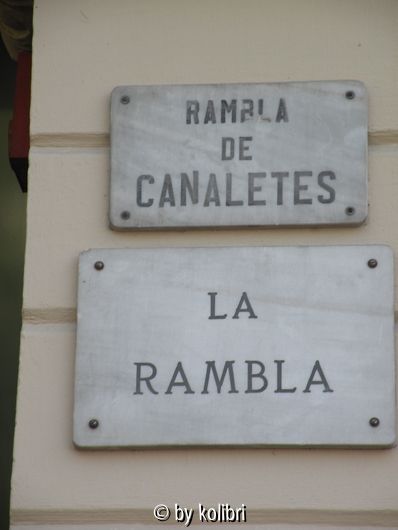 RAMBLA
DE
CANALETES
LA
RAMBLA
© by kolibri